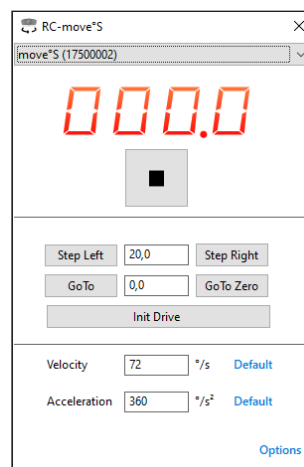 RC-move°S
move°S (17500002)
000.0
Step Left 20,0 Step Right
GoTo 0,0 GoTo Zero
Init Drive
Velocity 72 °/s Default
Acceleration 360 °/s² Default
Options